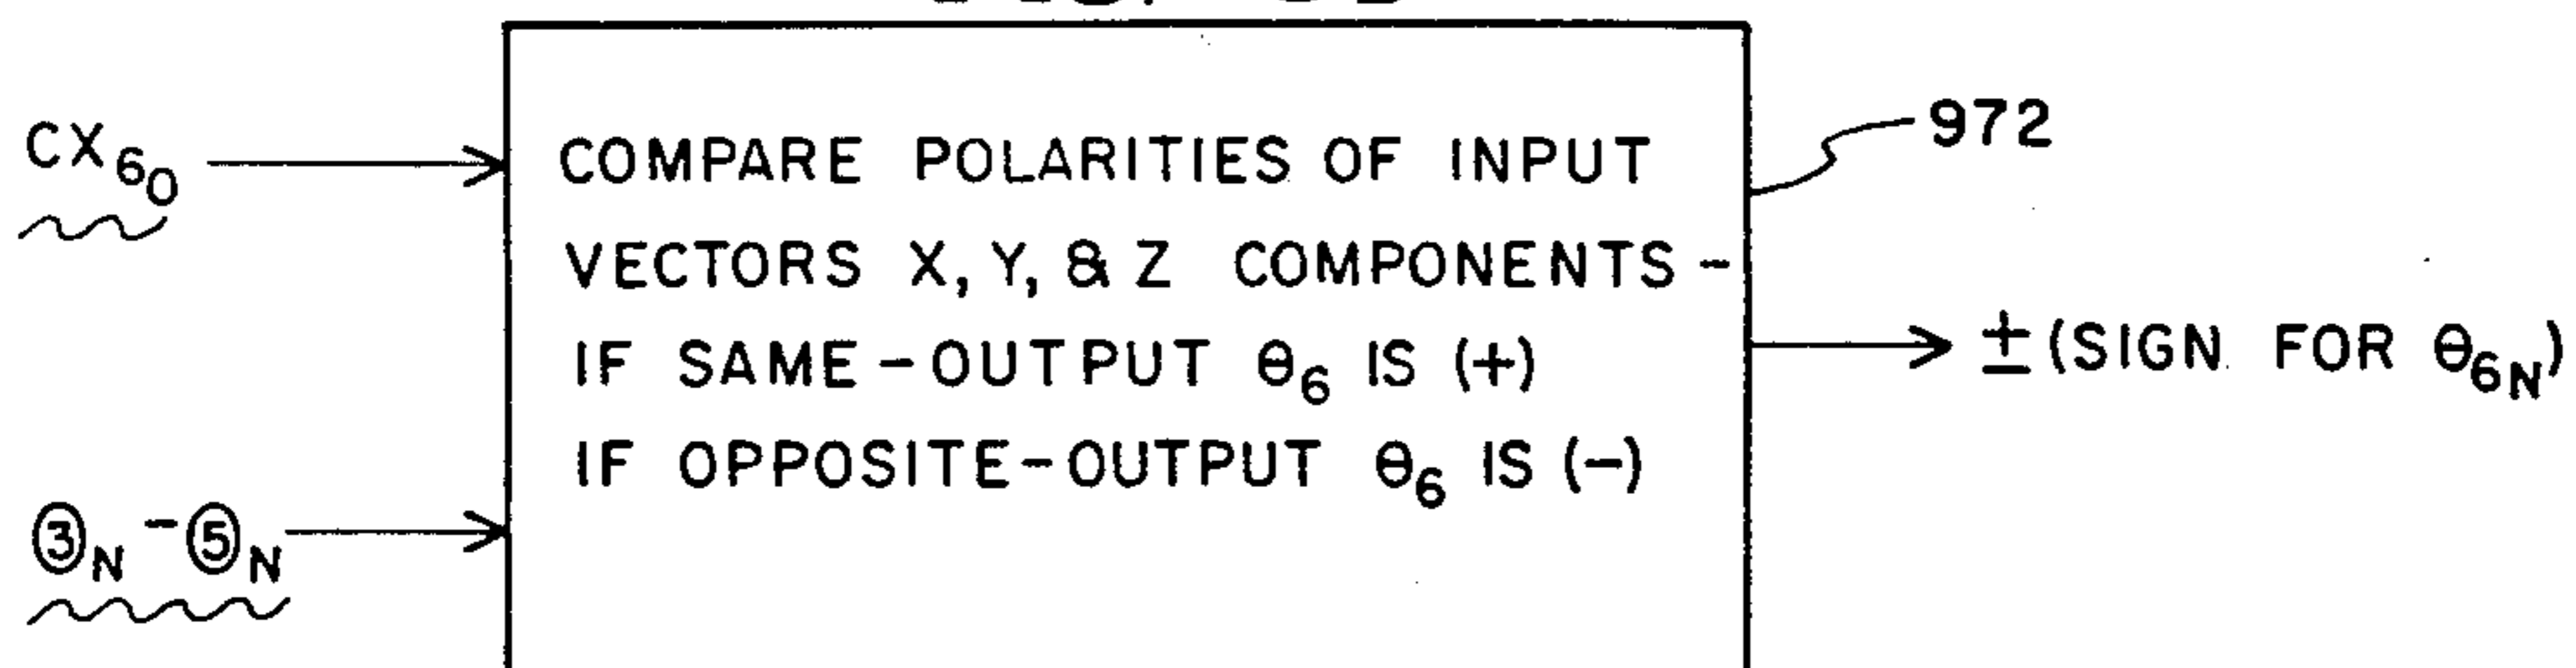 CX₆₀
COMPARE POLARITIES OF INPUT
VECTORS X, Y, & Z COMPONENTS -
IF SAME-OUTPUT θ₆ IS (+)
IF OPPOSITE-OUTPUT θ₆ IS (-)
③N - ⑤N
972
± (SIGN FOR θ₆N)